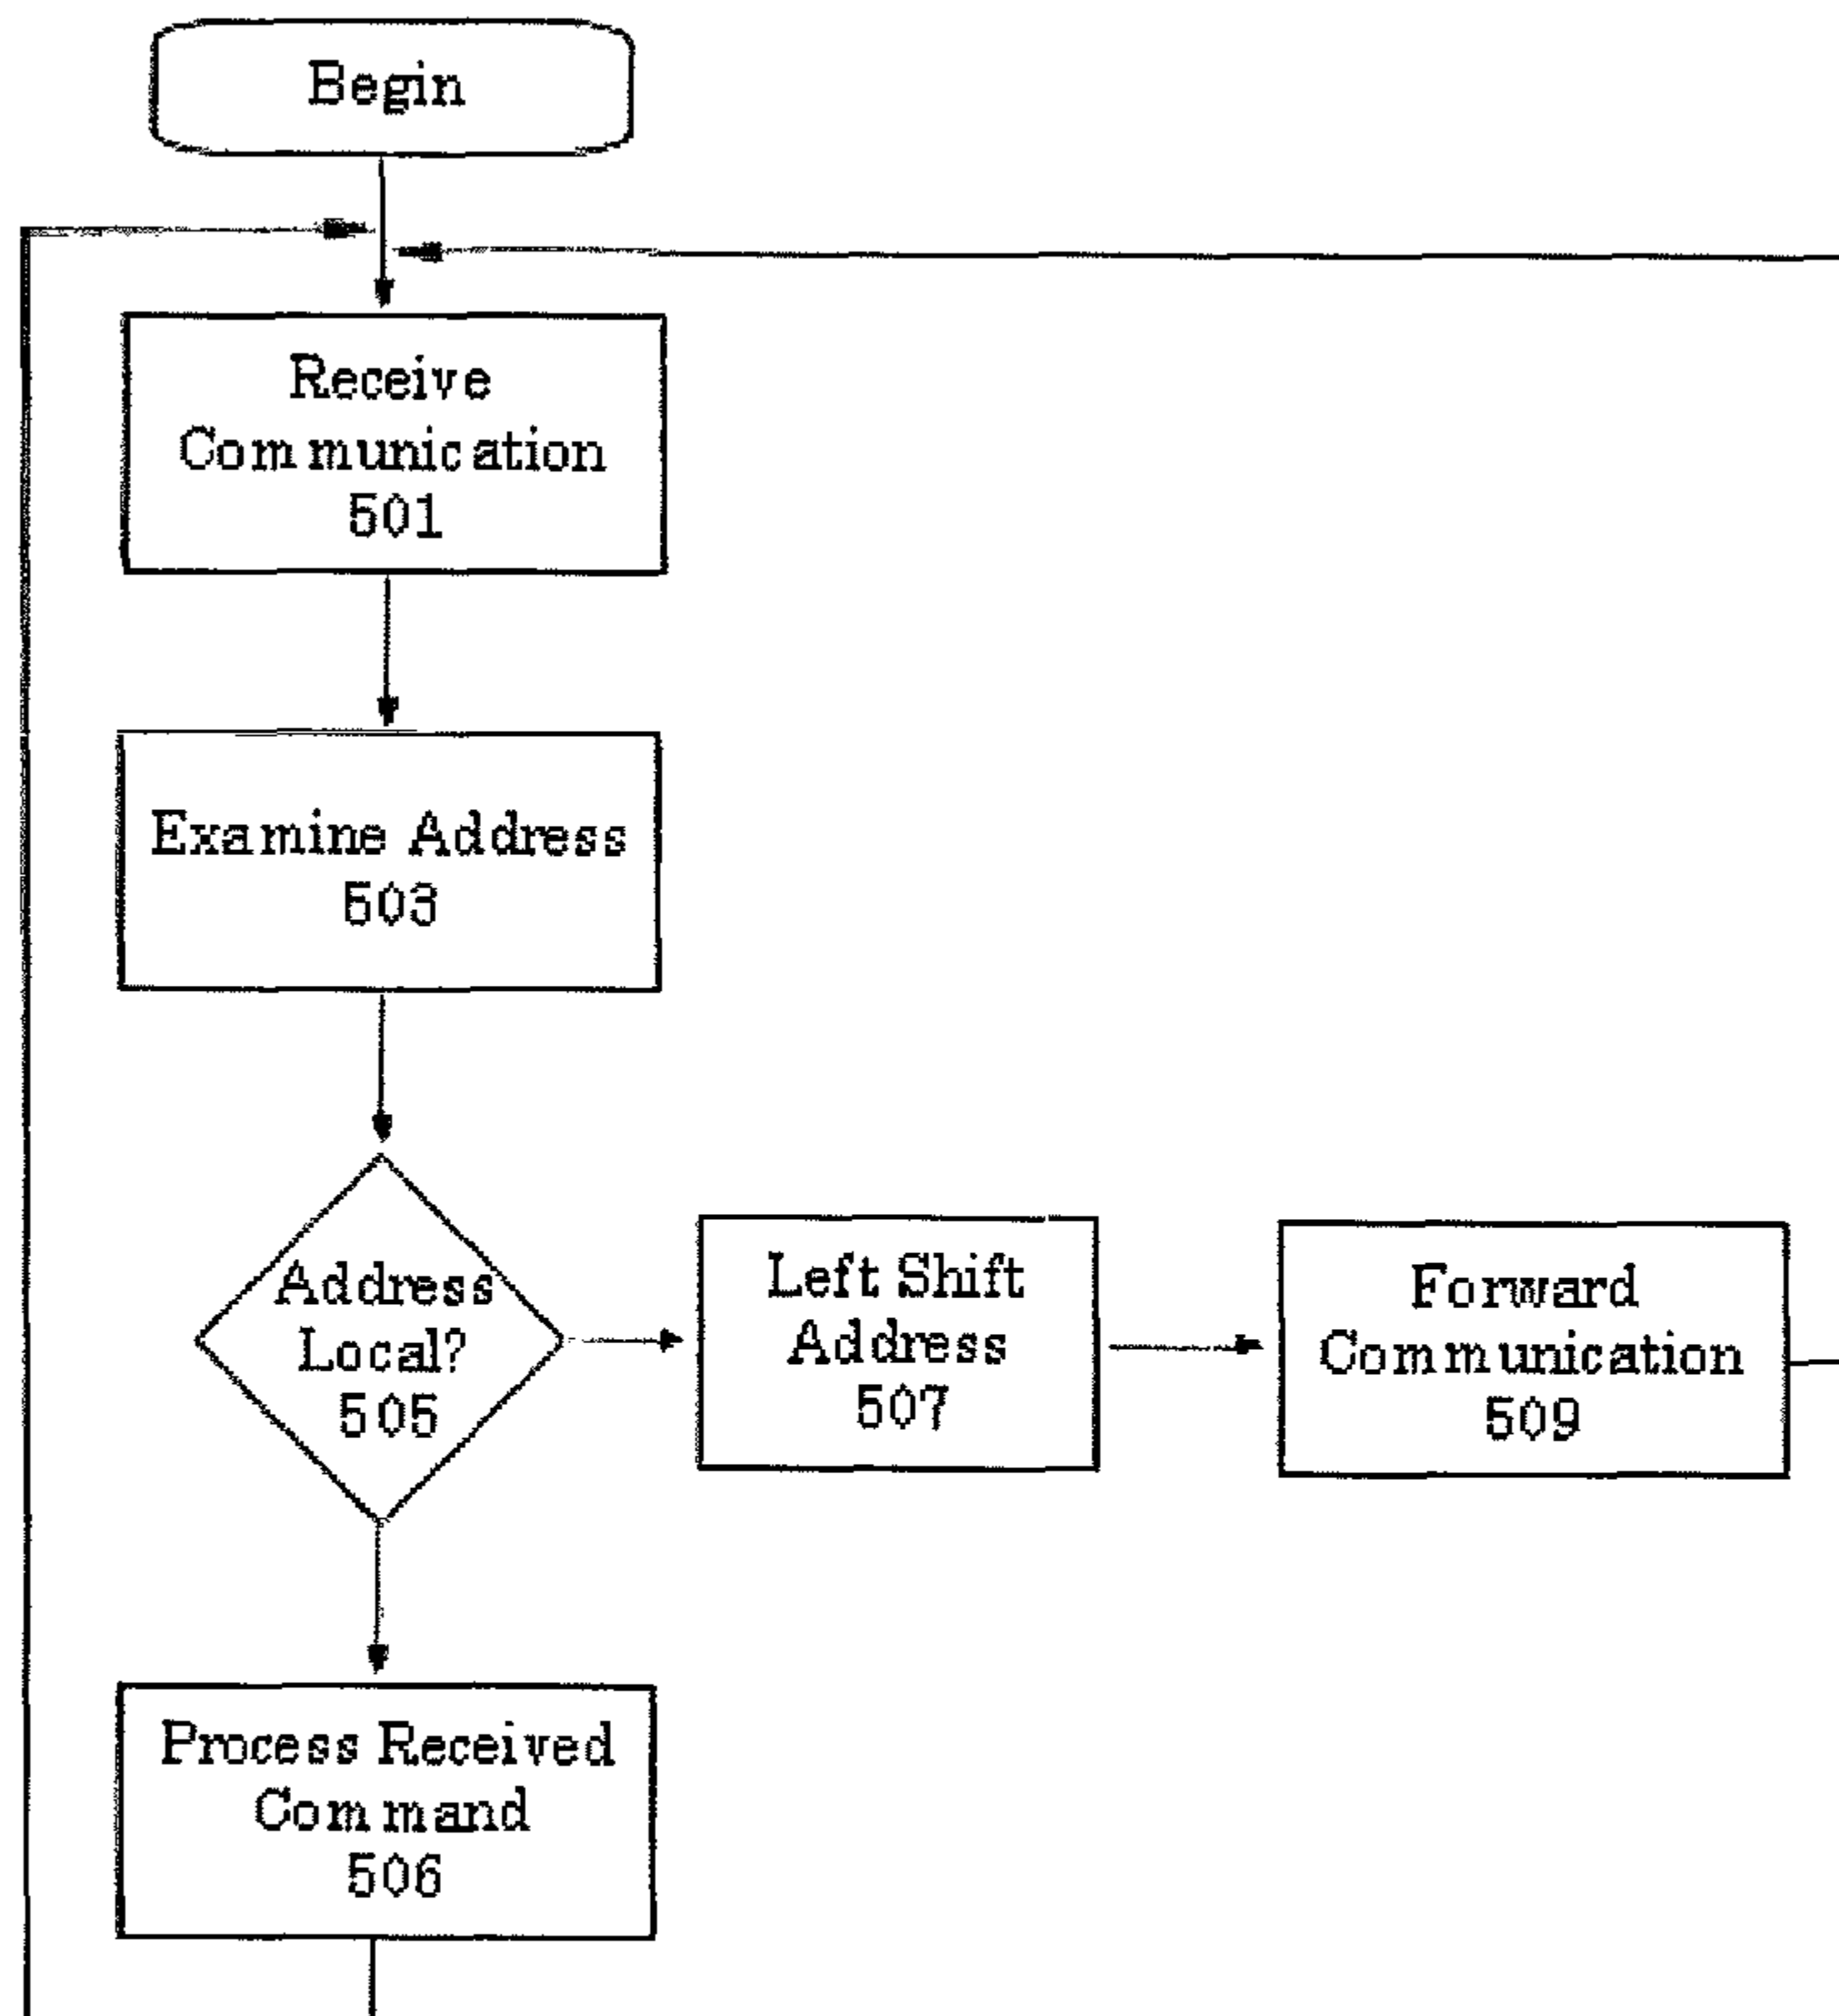 Begin
Receive
Communication
501
Examine Address
503
Address
Local?
505
Left Shift
Address
507
Forward
Communication
509
Process Received
Command
506